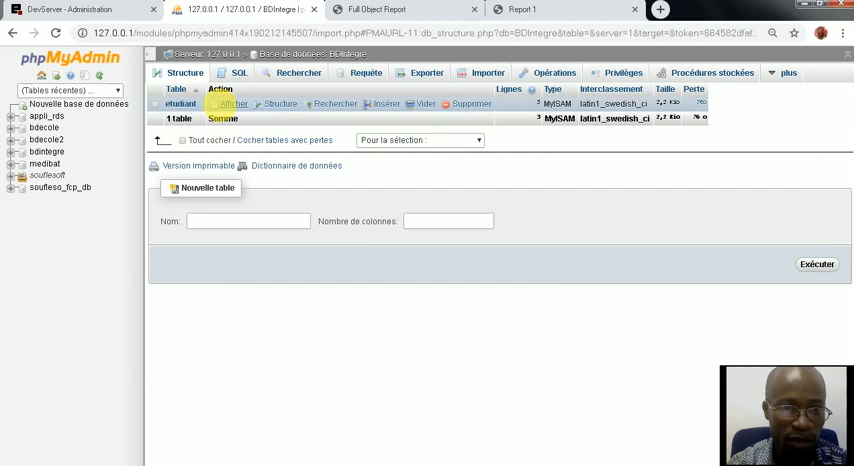 DevServer - Administration
127.0.0.1 / 127.0.0.1 / BDIntegre | p
Full Object Report
Report 1
127.0.0.1/modules/phpmyadmin414x190212145507/import.php#PMAURL-11:db_structure.php?db=BDIntegre&table=&server=1&target=&token=664582dfaf...
phpMyAdmin
(Tables récentes) ...
Nouvelle base de données
appli_rds
bdecole
bdecole2
bdintegre
medibat
souflesoft
soufleso_fcp_db
Serveur: 127.0.0.1 » Base de données: BDIntegre
Structure SQL Rechercher Requête Exporter Importer Opérations Privilèges Procédures stockées plus
Table Action Lignes Type Interclassement Taille Perte
etudiant Afficher Structure Rechercher Insérer Vider Supprimer 3 MyISAM latin1_swedish_ci 2,2 Kio 76o
1 table Somme 3 MyISAM latin1_swedish_ci 2,2 Kio 76 o
Tout cocher / Cocher tables avec pertes Pour la sélection :
Version imprimable Dictionnaire de données
Nouvelle table
Nom: Nombre de colonnes:
Exécuter